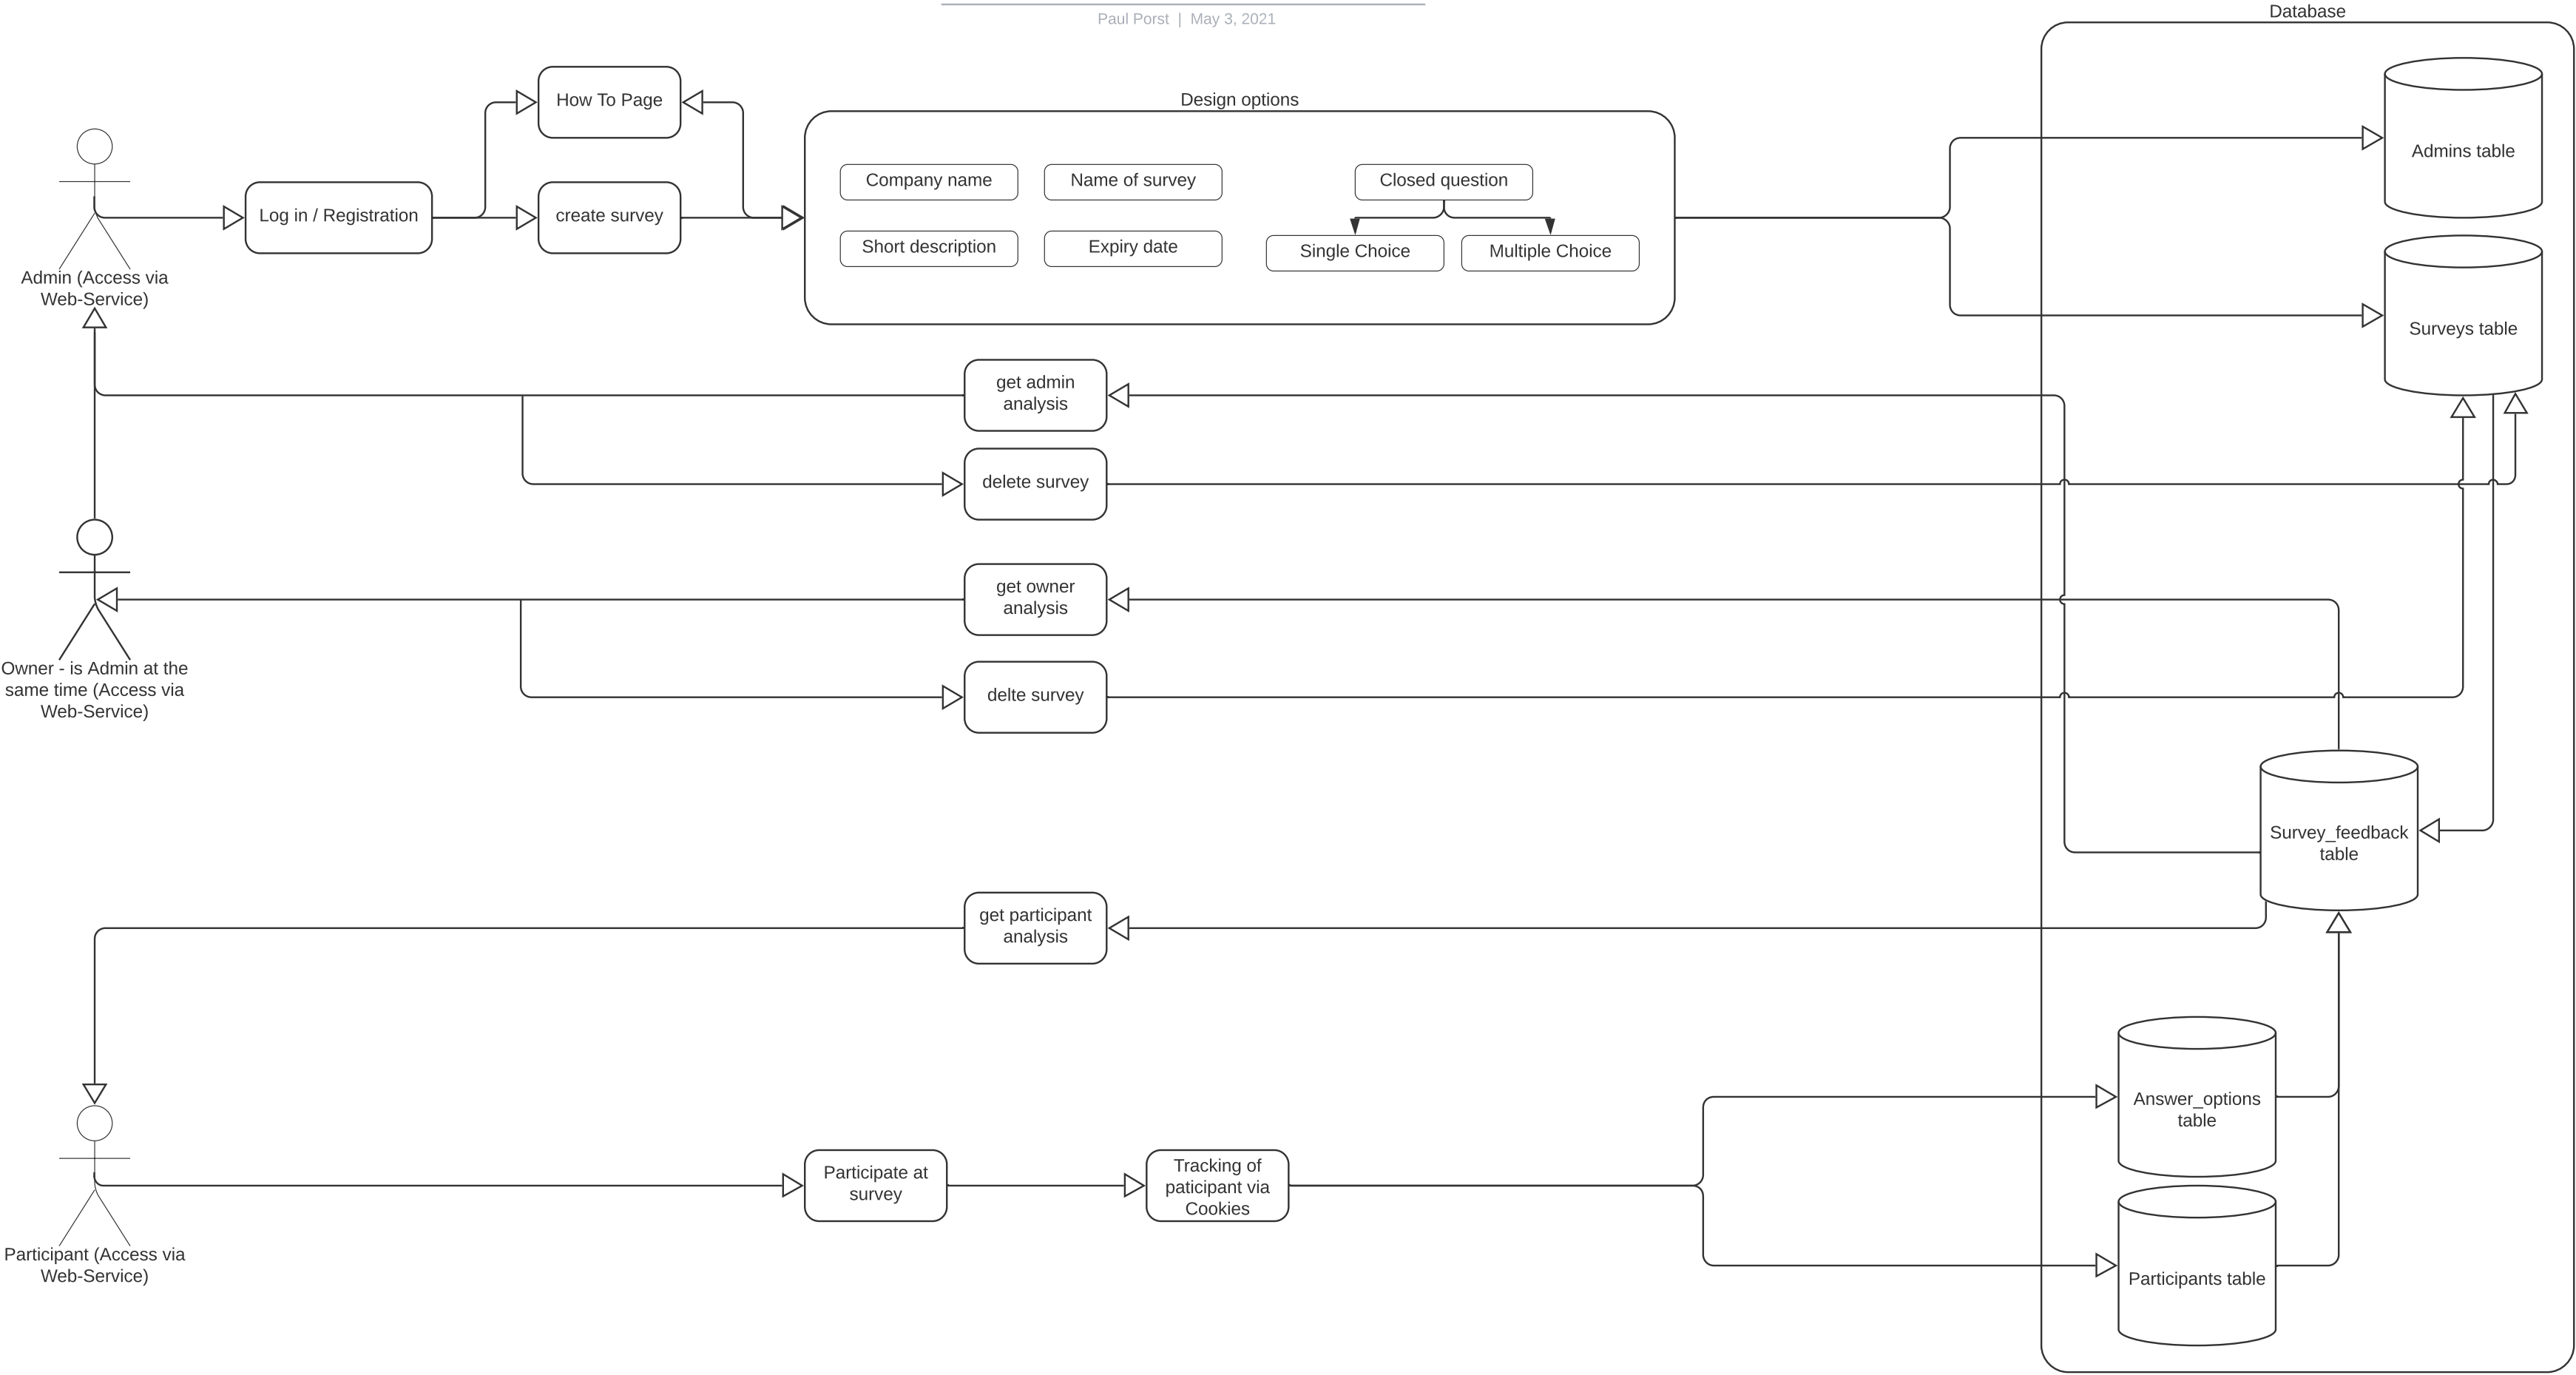 Paul Porst | May 3, 2021
Database
How To Page
Design options
Admins table
Company name
Name of survey
Closed question
Log in / Registration
create survey
Short description
Expiry date
Single Choice
Multiple Choice
Admin (Access via
Web-Service)
Surveys table
get admin
analysis
delete survey
get owner
analysis
Owner - is Admin at the
same time (Access via
Web-Service)
delte survey
Survey_feedback
table
get participant
analysis
Answer_options
table
Participate at
survey
Tracking of
paticipant via
Cookies
Participant (Access via
Web-Service)
Participants table